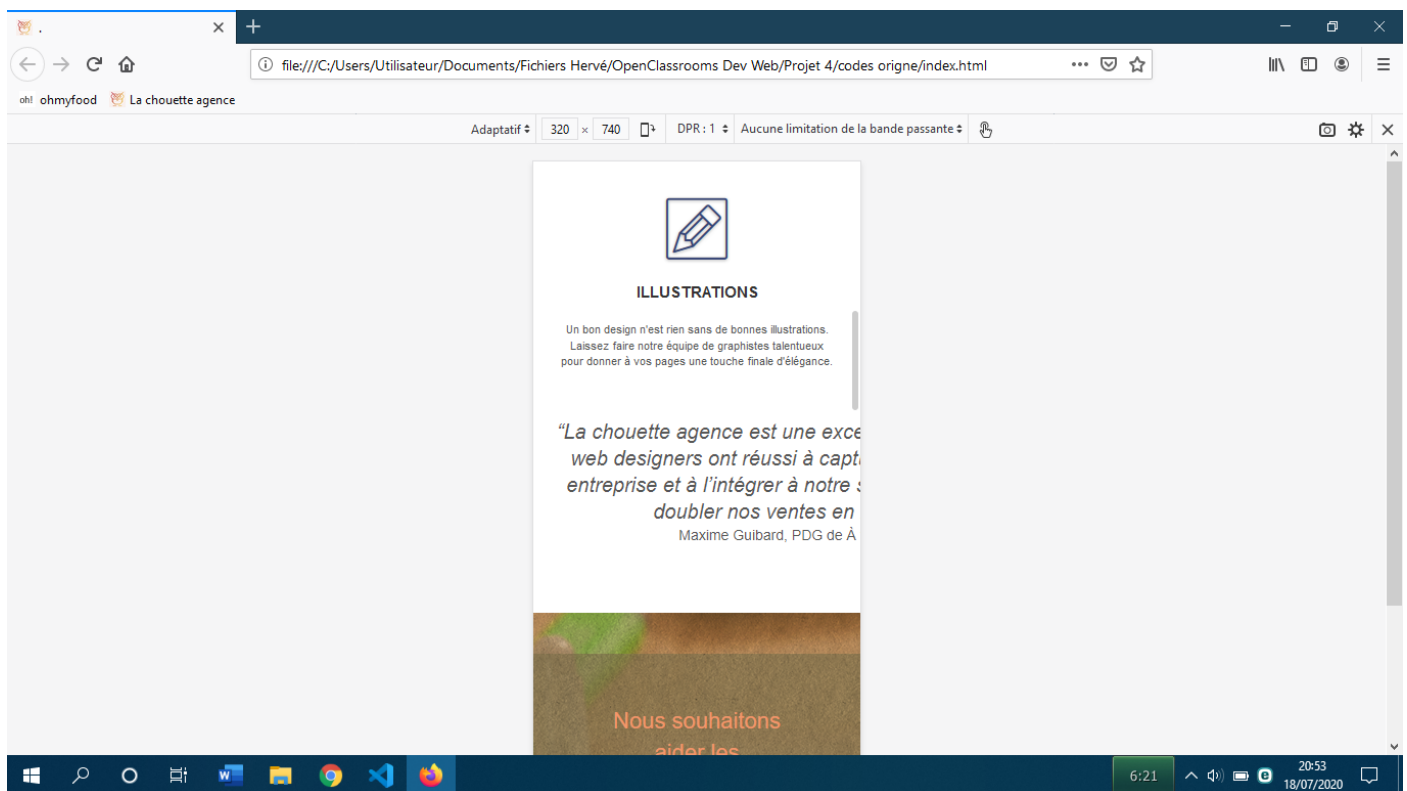 .
file:///C:/Users/Utilisateur/Documents/Fichiers Hervé/OpenClassrooms Dev Web/Projet 4/codes origne/index.html
oh! ohmyfood La chouette agence
Adaptatif 320 × 740 DPR : 1 Aucune limitation de la bande passante
ILLUSTRATIONS
Un bon design n'est rien sans de bonnes illustrations.
Laissez faire notre équipe de graphistes talentueux
pour donner à vos pages une touche finale d'élégance.
“La chouette agence est une exce
web designers ont réussi à capt
entreprise et à l’intégrer à notre s
doubler nos ventes en
Maxime Guibard, PDG de À
Nous souhaitons
aider les
6:21
20:53
18/07/2020